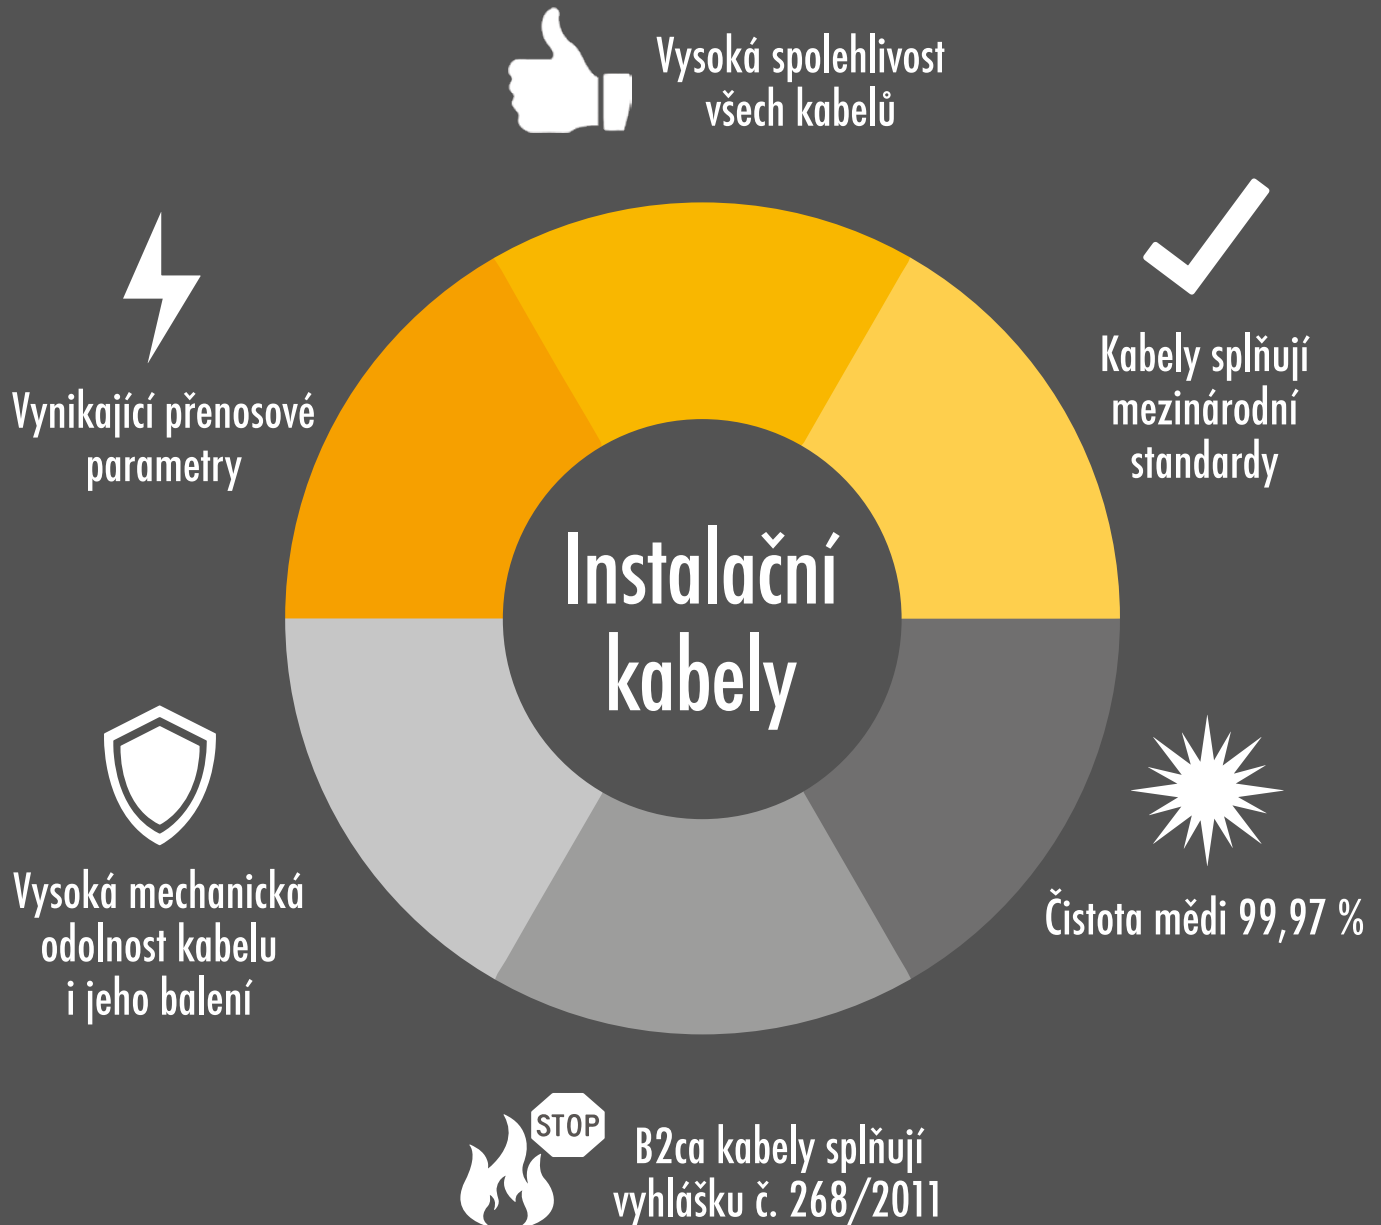 Vysoká spolehlivost
všech kabelů
Kabely splňují
mezinárodní
standardy
Vynikající přenosové
parametry
Instalační
kabely
Vysoká mechanická
odolnost kabelu
i jeho balení
Čistota mědi 99,97 %
STOP
B2ca kabely splňují
vyhlášku č. 268/2011